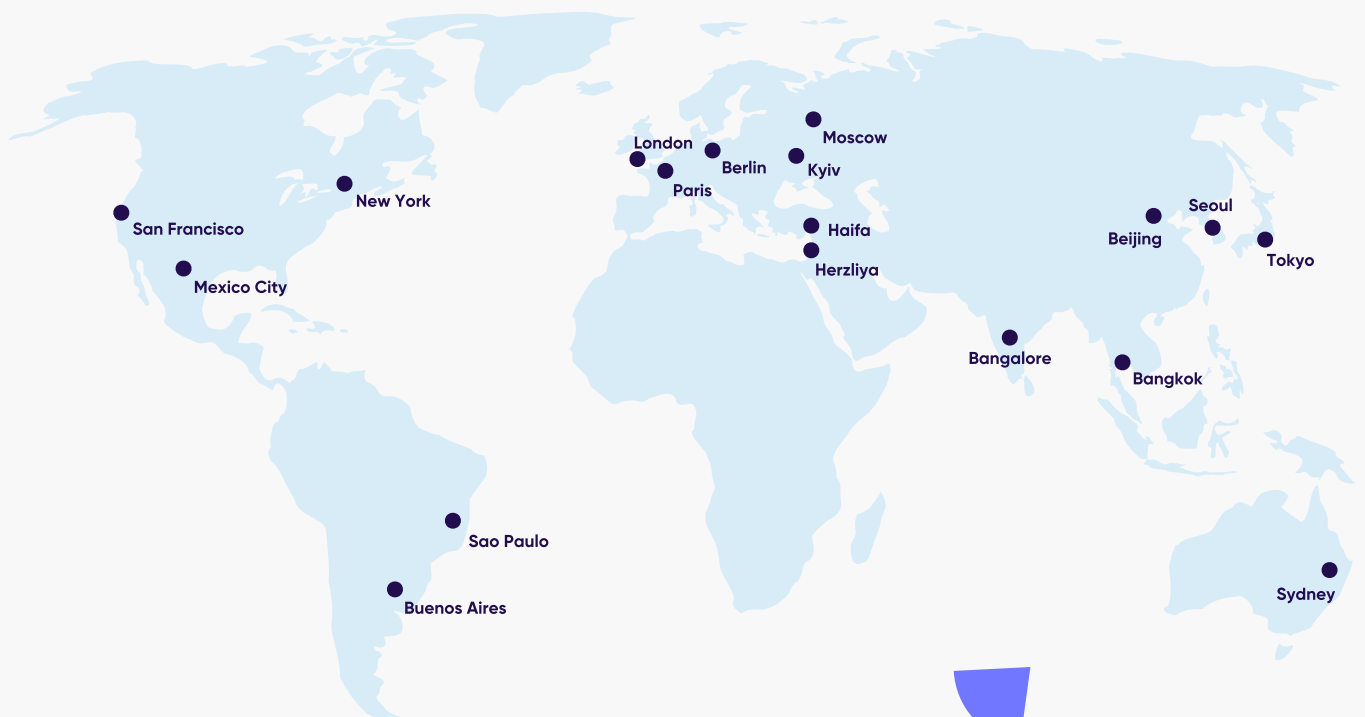 London
Moscow
Berlin
Kyiv
Paris
New York
San Francisco
Seoul
Haifa
Beijing
Tokyo
Herzliya
Mexico City
Bangalore
Bangkok
Sao Paulo
Sydney
Buenos Aires